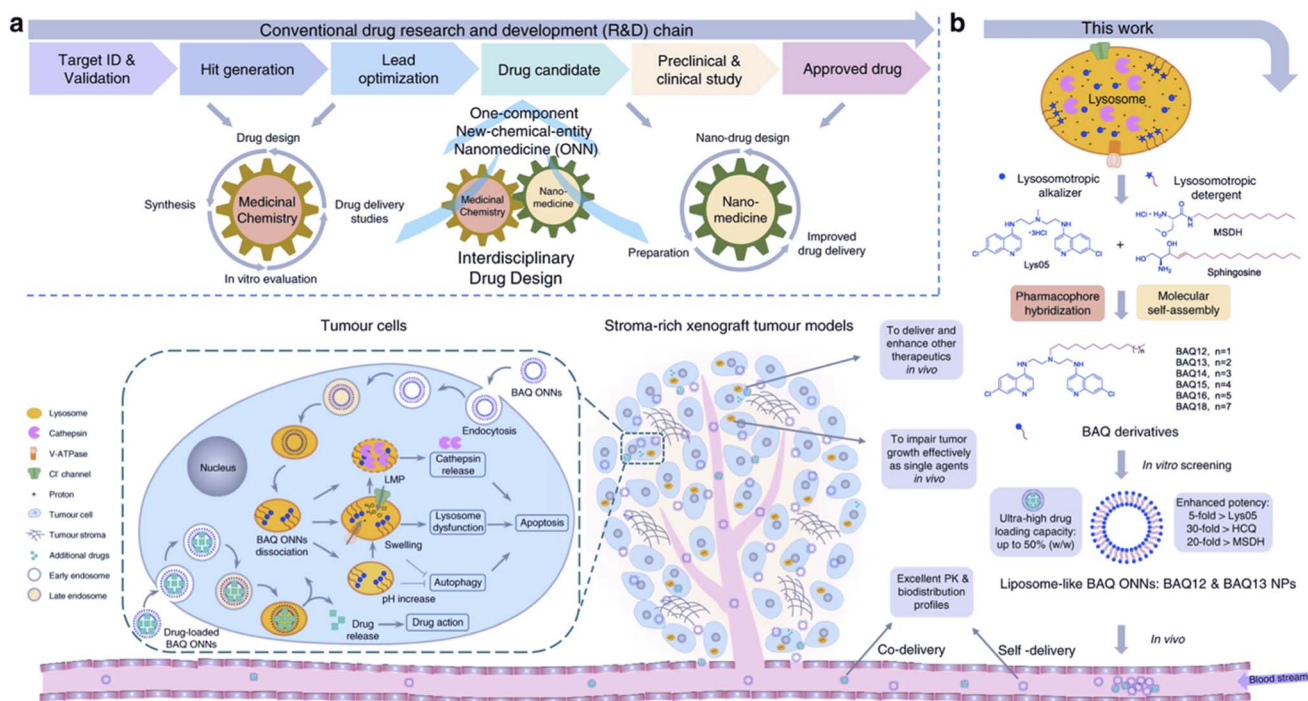 a
Conventional drug research and development (R&D) chain
Target ID &
Validation
Hit generation
Lead
optimization
Drug candidate
Preclinical &
clinical study
Approved drug
Drug design
Synthesis
Medicinal
Chemistry
Drug delivery
studies
In vitro evaluation
One-component
New-chemical-entity
Nanomedicine (ONN)
Medicinal
Chemistry
Nano-
medicine
Interdisciplinary
Drug Design
Nano-drug design
Nano-
medicine
Preparation
Improved
drug delivery
b
This work
Lysosome
Lysosomotropic
alkalizer
Lysosomotropic
detergent
•3HCl
Lys05
+
MSDH
Sphingosine
Pharmacophore
hybridization
Molecular
self-assembly
BAQ12, n=1
BAQ13, n=2
BAQ14, n=3
BAQ15, n=4
BAQ16, n=5
BAQ18, n=7
BAQ derivatives
In vitro screening
Ultra-high drug
loading capacity:
up to 50% (w/w)
Enhanced potency:
5-fold > Lys05
30-fold > HCQ
20-fold > MSDH
Liposome-like BAQ ONNs: BAQ12 & BAQ13 NPs
In vivo
Tumour cells
Lysosome
Cathepsin
V-ATPase
Cl⁻ channel
Proton
Tumour cell
Tumour stroma
Additional drugs
Early endosome
Late endosome
BAQ ONNs
Endocytosis
Nucleus
LMP
Cathepsin
release
BAQ ONNs
dissociation
Swelling
Lysosome
dysfunction
Apoptosis
pH increase
Autophagy
Drug
release
Drug action
Drug-loaded
BAQ ONNs
Stroma-rich xenograft tumour models
To deliver and
enhance other
therapeutics
in vivo
To impair tumor
growth effectively
as single agents
in vivo
Excellent PK &
biodistribution
profiles
Co-delivery
Self -delivery
Blood stream